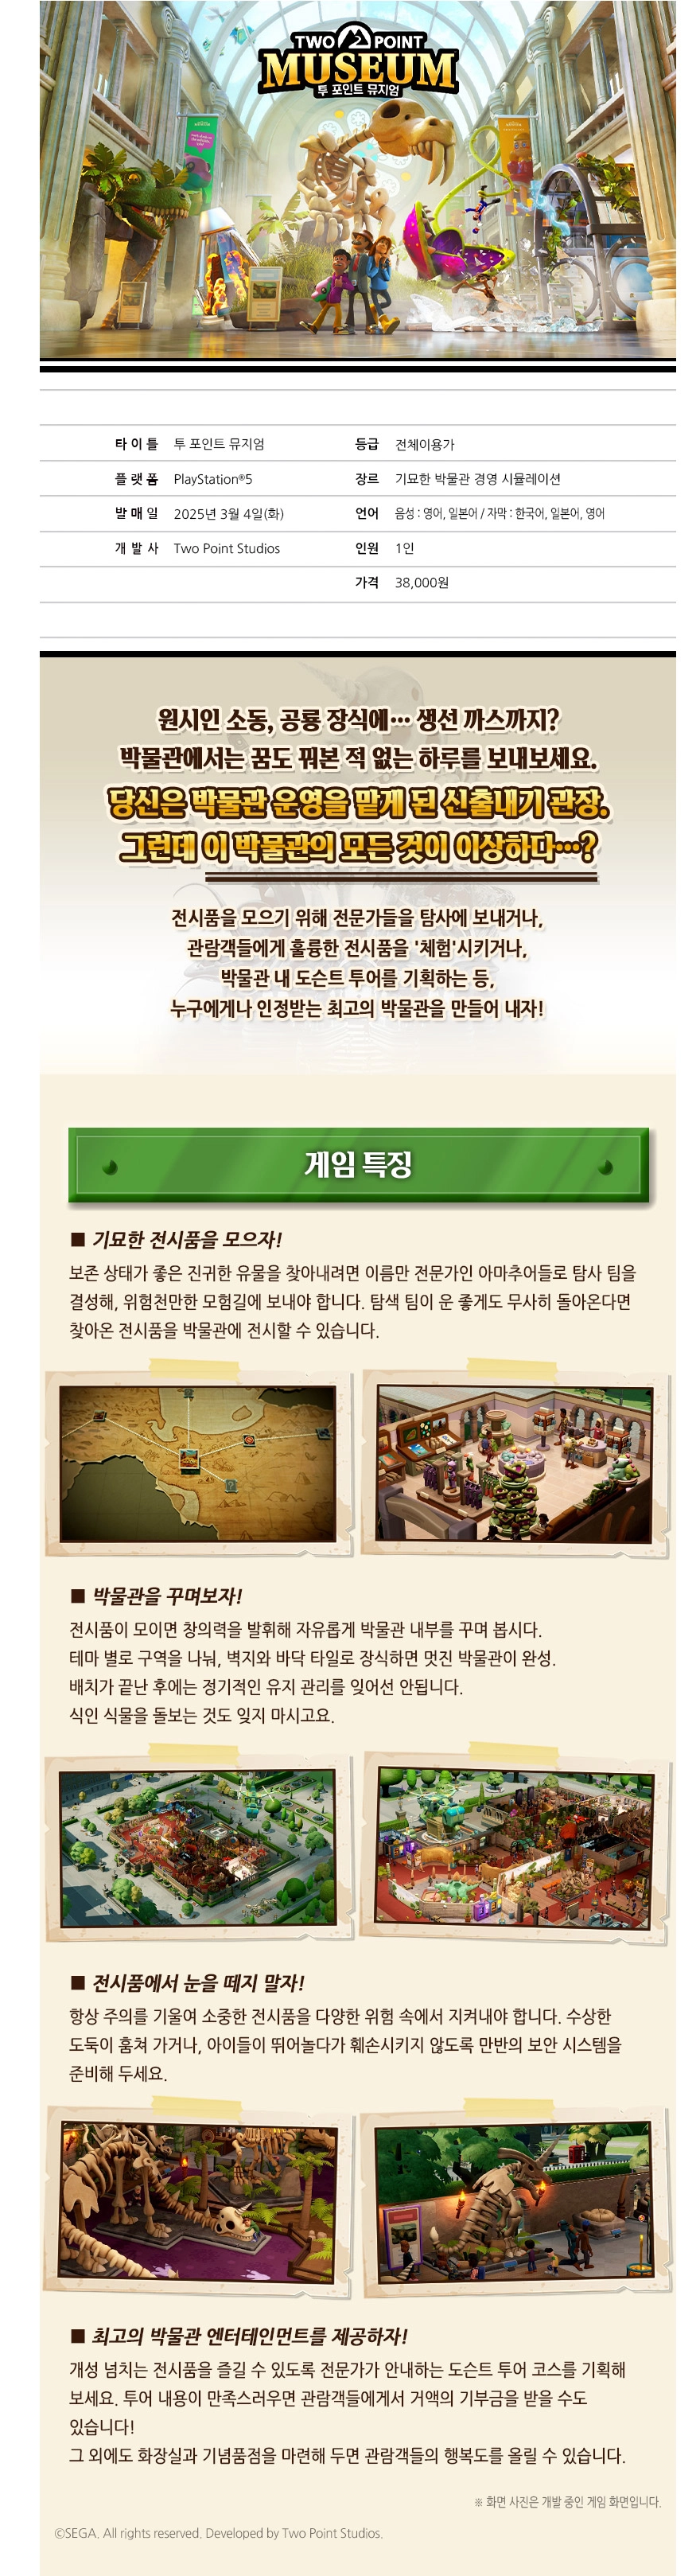 TWO POINT
MUSEUM
투 포인트 뮤지엄
타이틀 투 포인트 뮤지엄 등급 전체이용가
플랫폼 PlayStation®5 장르 기묘한 박물관 경영 시뮬레이션
발매일 2025년 3월 4일(화) 언어 음성 : 영어, 일본어 / 자막 : 한국어, 일본어, 영어
개발사 Two Point Studios 인원 1인
가격 38,000원
원시인 소동, 공룡 장식에… 생선 까스까지?
박물관에서는 꿈도 꿔본 적 없는 하루를 보내보세요.
당신은 박물관 운영을 맡게 된 신출내기 관장.
그런데 이 박물관의 모든 것이 이상하다…?
전시품을 모으기 위해 전문가들을 탐사에 보내거나,
관람객들에게 훌륭한 전시품을 '체험'시키거나,
박물관 내 도슨트 투어를 기획하는 등,
누구에게나 인정받는 최고의 박물관을 만들어 내자!
게임 특징
■ 기묘한 전시품을 모으자!
보존 상태가 좋은 진귀한 유물을 찾아내려면 이름만 전문가인 아마추어들로 탐사 팀을
결성해, 위험천만한 모험길에 보내야 합니다. 탐색 팀이 운 좋게도 무사히 돌아온다면
찾아온 전시품을 박물관에 전시할 수 있습니다.
■ 박물관을 꾸며보자!
전시품이 모이면 창의력을 발휘해 자유롭게 박물관 내부를 꾸며 봅시다.
테마 별로 구역을 나눠, 벽지와 바닥 타일로 장식하면 멋진 박물관이 완성.
배치가 끝난 후에는 정기적인 유지 관리를 잊어선 안됩니다.
식인 식물을 돌보는 것도 잊지 마시고요.
■ 전시품에서 눈을 떼지 말자!
항상 주의를 기울여 소중한 전시품을 다양한 위험 속에서 지켜내야 합니다. 수상한
도둑이 훔쳐 가거나, 아이들이 뛰어놀다가 훼손시키지 않도록 만반의 보안 시스템을
준비해 두세요.
■ 최고의 박물관 엔터테인먼트를 제공하자!
개성 넘치는 전시품을 즐길 수 있도록 전문가가 안내하는 도슨트 투어 코스를 기획해
보세요. 투어 내용이 만족스러우면 관람객들에게서 거액의 기부금을 받을 수도
있습니다!
그 외에도 화장실과 기념품점을 마련해 두면 관람객들의 행복도를 올릴 수 있습니다.
※ 화면 사진은 개발 중인 게임 화면입니다.
©SEGA. All rights reserved. Developed by Two Point Studios.